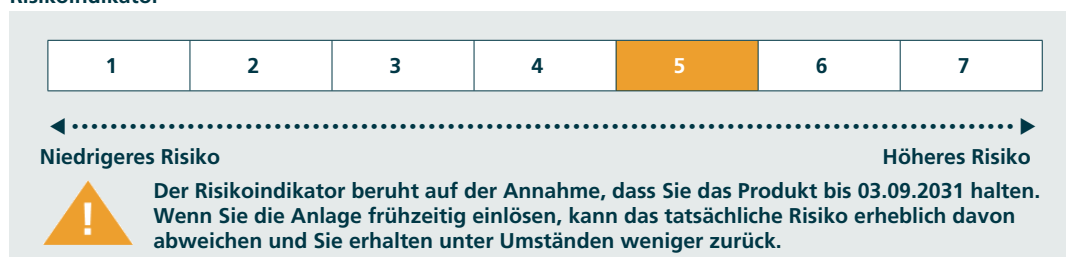 Risikoindikator
1 2 3 4 5 6 7
Niedrigeres Risiko Höheres Risiko
Der Risikoindikator beruht auf der Annahme, dass Sie das Produkt bis 03.09.2031 halten.
! Wenn Sie die Anlage frühzeitig einlösen, kann das tatsächliche Risiko erheblich davon
abweichen und Sie erhalten unter Umständen weniger zurück.